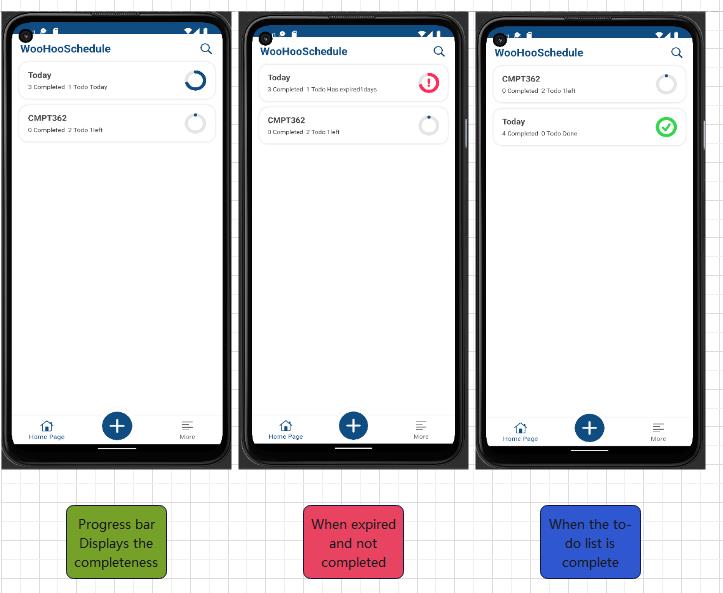 WooHooSchedule
Today
3 Completed 1 Todo Today
CMPT362
0 Completed 2 Todo 1left
Home Page
More
WooHooSchedule
Today
3 Completed 1 Todo Has expired1days
CMPT362
0 Completed 2 Todo 1left
Home Page
More
WooHooSchedule
CMPT362
0 Completed 2 Todo 1left
Today
4 Completed 0 Todo Done
Home Page
More
Progress bar
Displays the
completeness
When expired
and not
completed
When the to-
do list is
complete